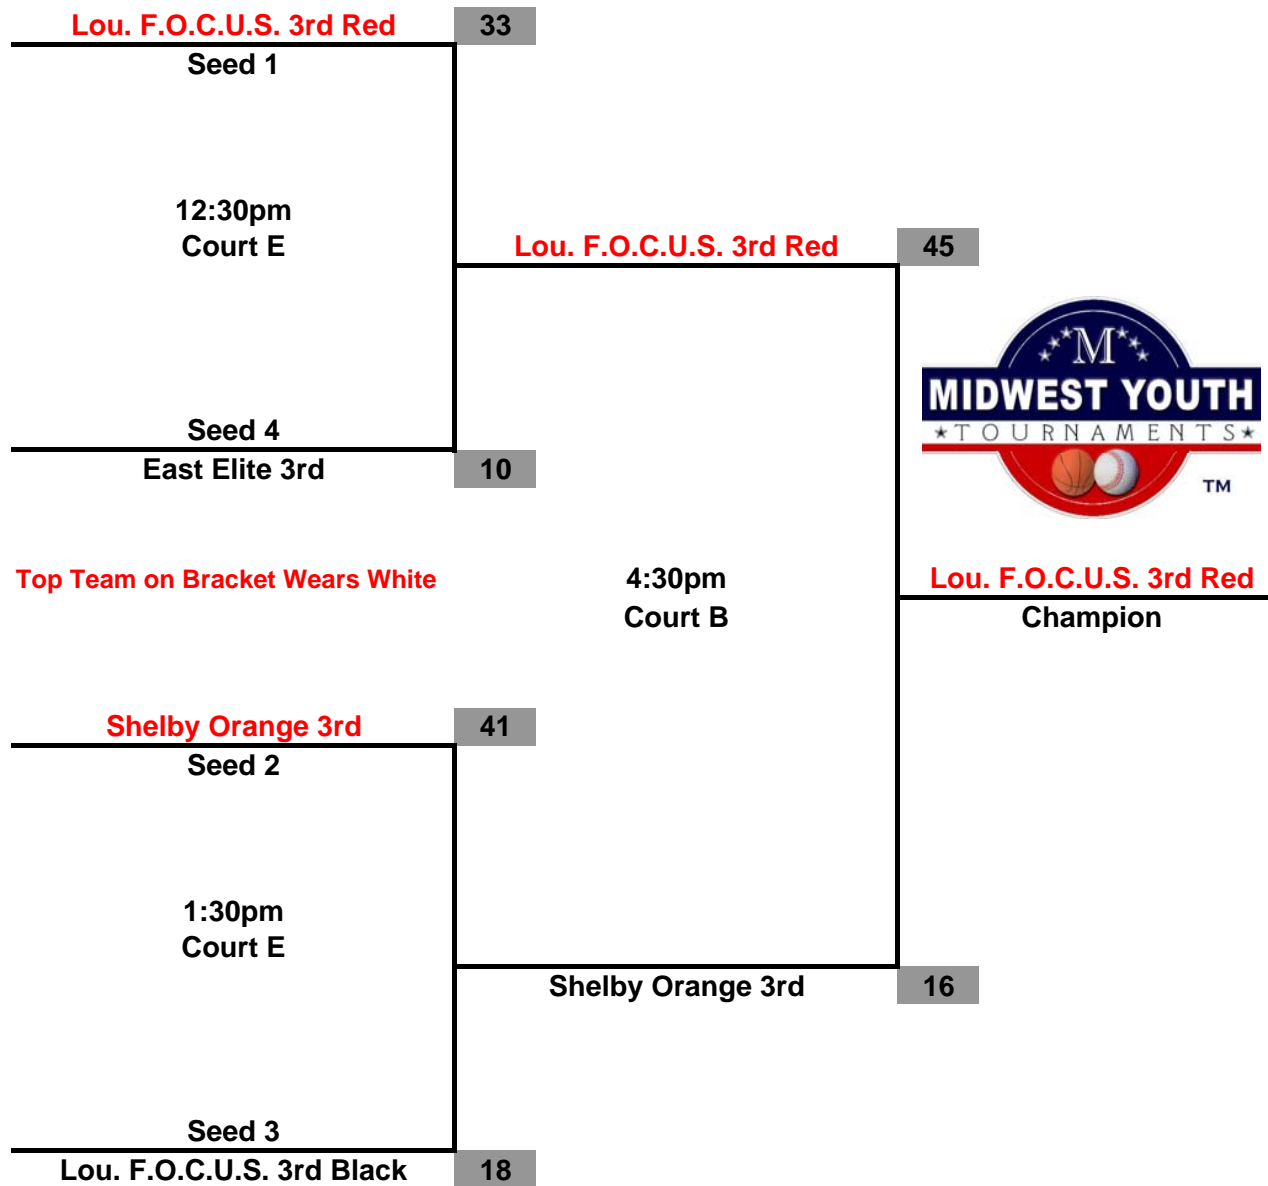 Lou. F.O.C.U.S. 3rd Red 33
Seed 1
12:30pm
Court E
Lou. F.O.C.U.S. 3rd Red 45
M
MIDWEST YOUTH
TOURNAMENTS
TM
Seed 4
East Elite 3rd 10
Top Team on Bracket Wears White
4:30pm
Court B
Lou. F.O.C.U.S. 3rd Red
Champion
Shelby Orange 3rd 41
Seed 2
1:30pm
Court E
Shelby Orange 3rd 16
Seed 3
Lou. F.O.C.U.S. 3rd Black 18